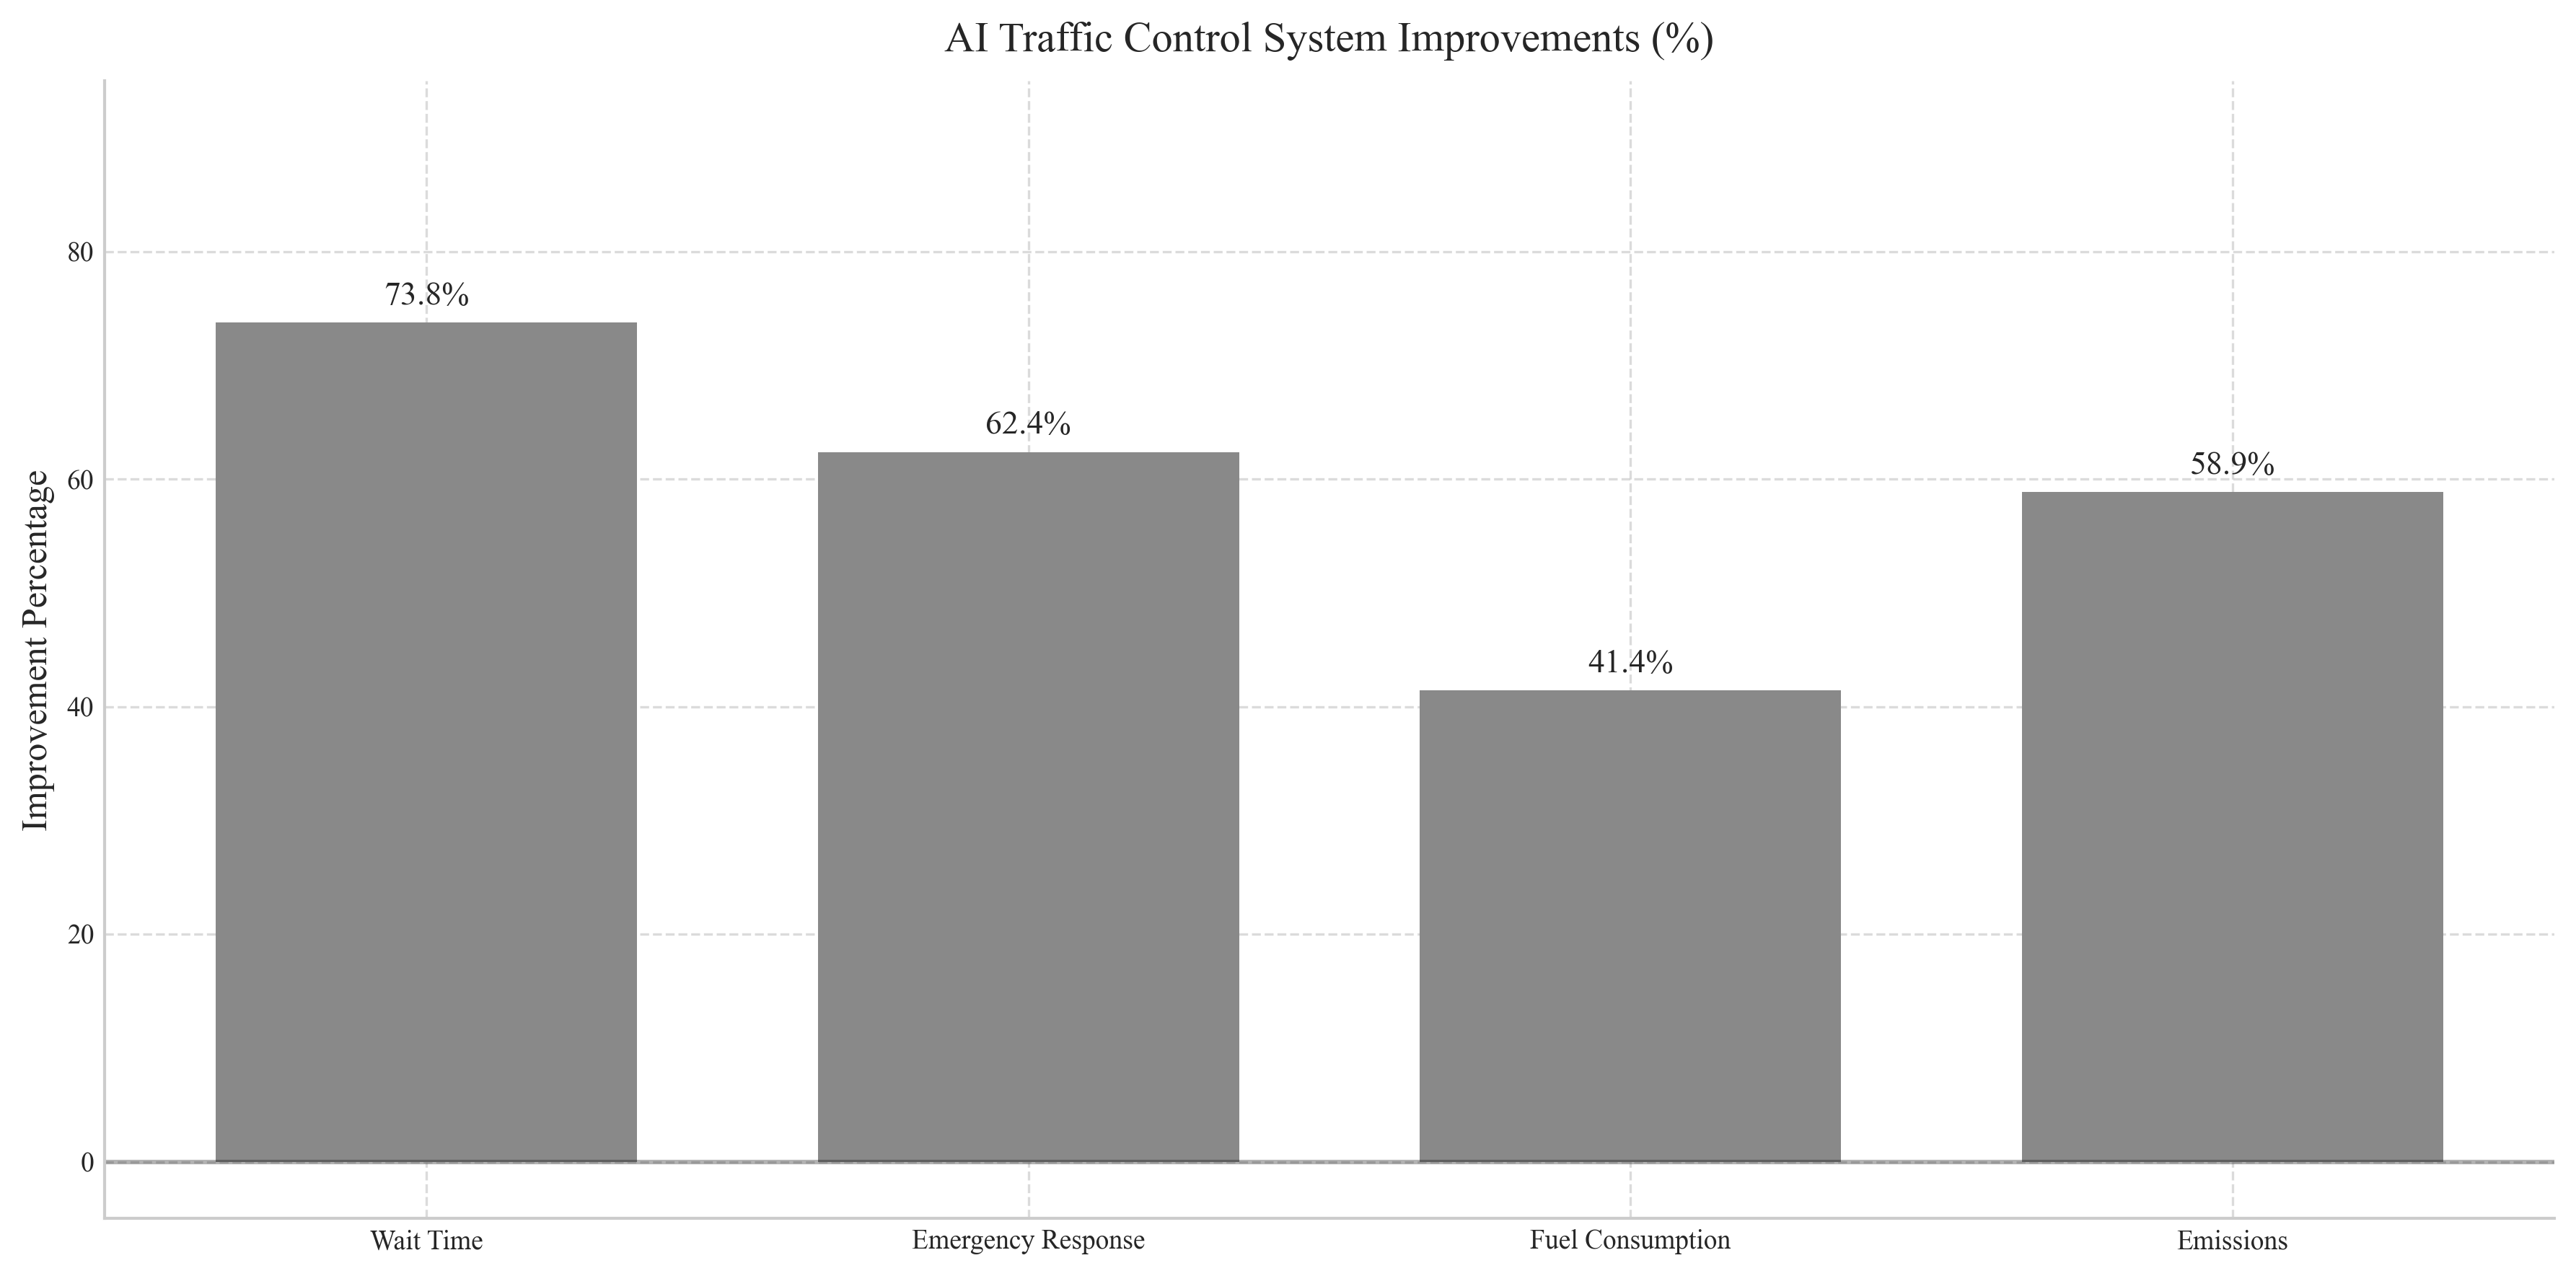 AI Traffic Control System Improvements (%)
Improvement Percentage
80
60
40
20
0
73.8%
62.4%
41.4%
58.9%
Wait Time
Emergency Response
Fuel Consumption
Emissions